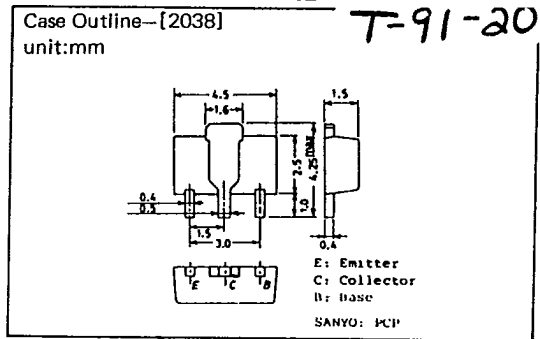 Case Outline—[2038] T-91-20
unit:mm
4.5
1.6
1.5
2.5
4.25max
1.0
0.4
0.5
1.5
3.0
0.4
E C B
E: Emitter
C: Collector
B: Base
SANYO: PCP